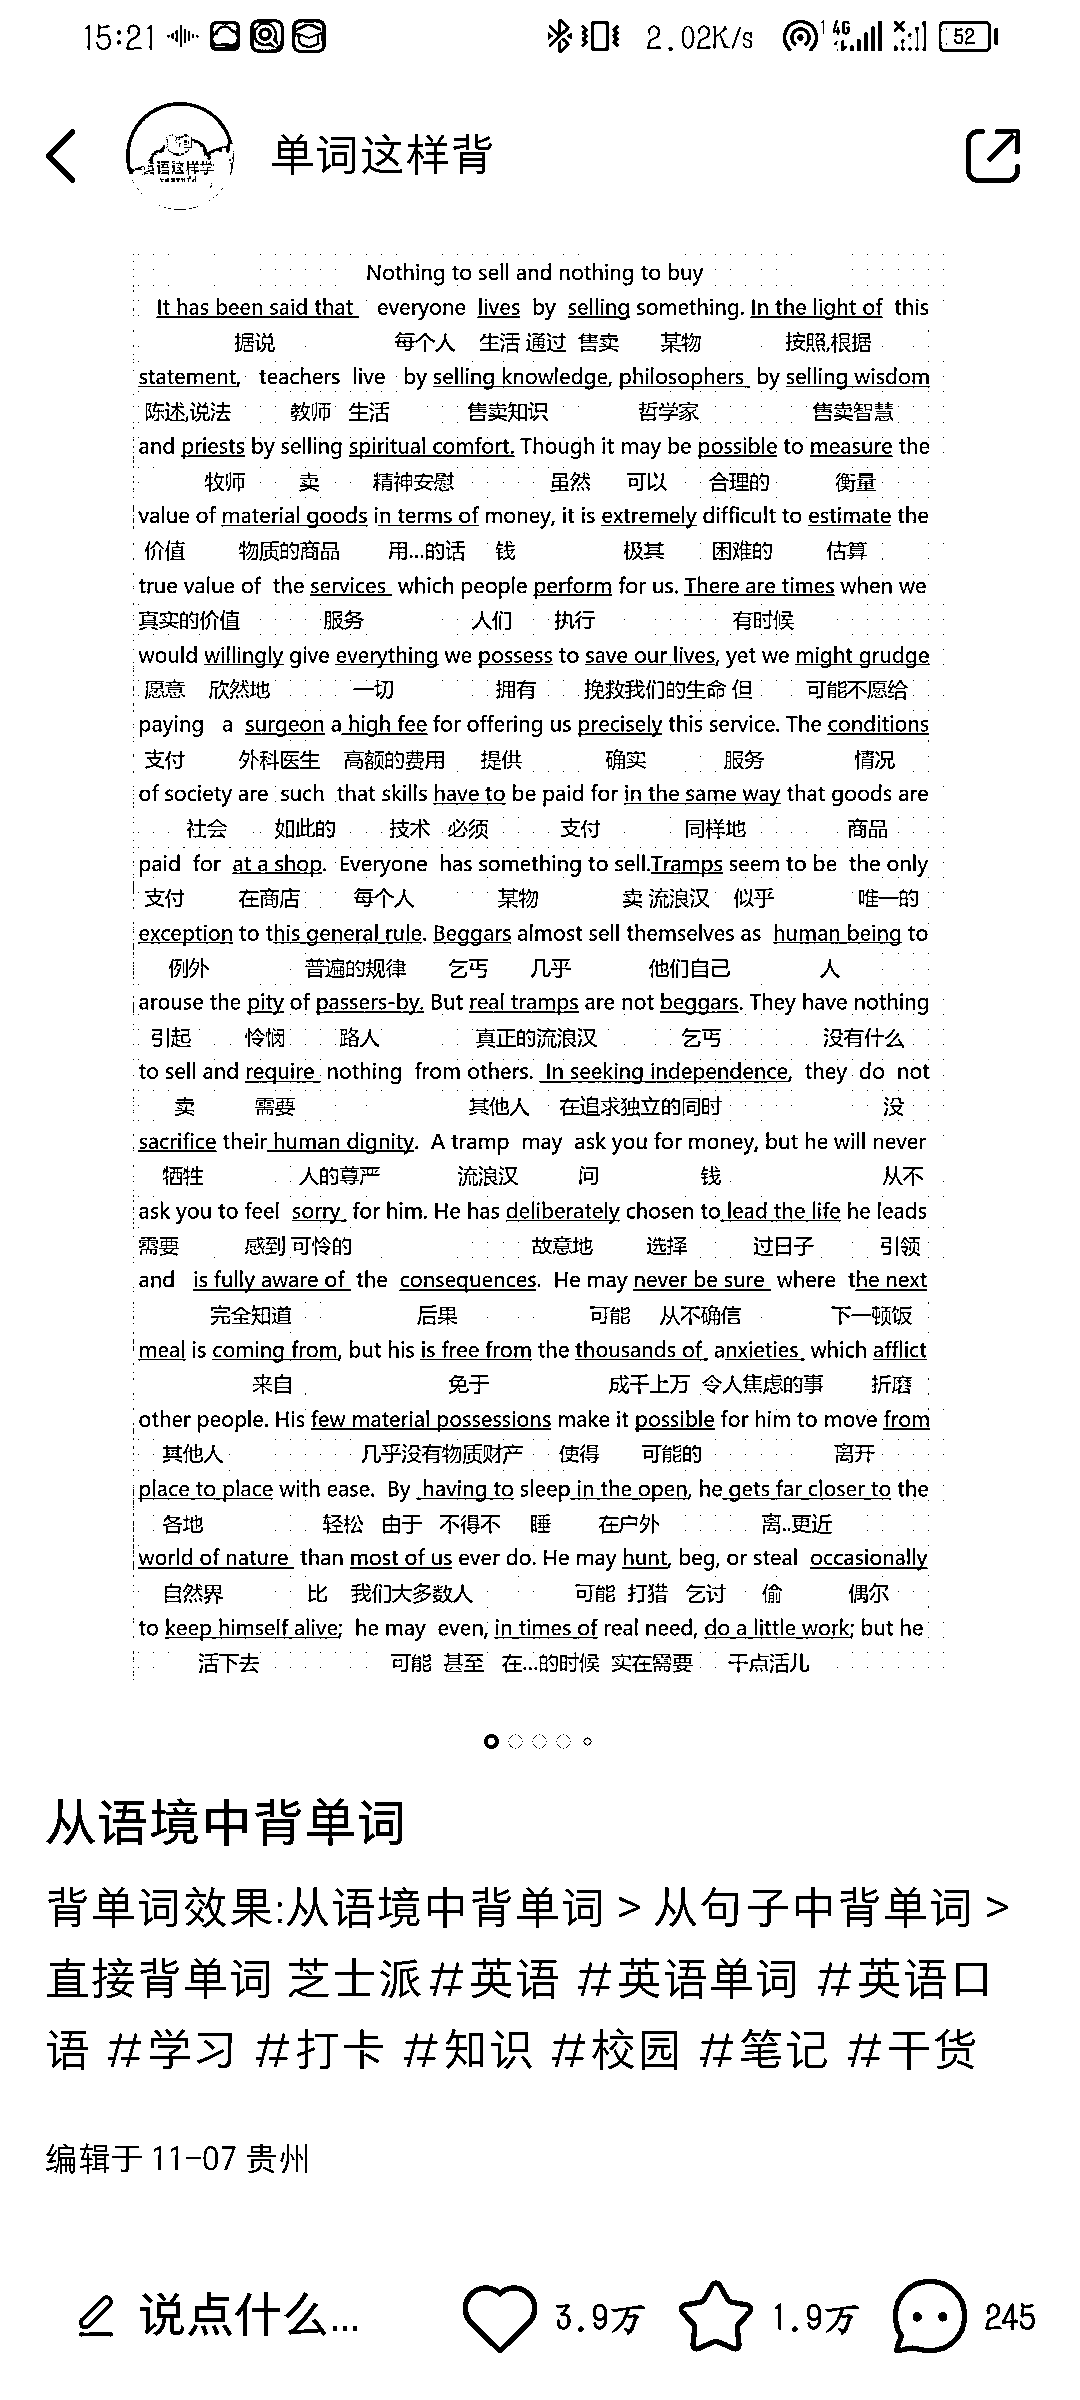 15:21 2.02K/s 1 4G 52
英语这样学
单词这样背
Nothing to sell and nothing to buy
It has been said that everyone lives by selling something. In the light of this
据说 每个人 生活 通过 售卖 某物 按照,根据
statement, teachers live by selling knowledge, philosophers by selling wisdom
陈述,说法 教师 生活 售卖知识 哲学家 售卖智慧
and priests by selling spiritual comfort. Though it may be possible to measure the
牧师 卖 精神安慰 虽然 可以 合理的 衡量
value of material goods in terms of money, it is extremely difficult to estimate the
价值 物质的商品 用...的话 钱 极其 困难的 估算
true value of the services which people perform for us. There are times when we
真实的价值 服务 人们 执行 有时候
would willingly give everything we possess to save our lives, yet we might grudge
愿意 欣然地 一切 拥有 挽救我们的生命 但 可能不愿给
paying a surgeon a high fee for offering us precisely this service. The conditions
支付 外科医生 高额的费用 提供 确实 服务 情况
of society are such that skills have to be paid for in the same way that goods are
社会 如此的 技术 必须 支付 同样地 商品
paid for at a shop. Everyone has something to sell.Tramps seem to be the only
支付 在商店 每个人 某物 卖 流浪汉 似乎 唯一的
exception to this general rule. Beggars almost sell themselves as human being to
例外 普遍的规律 乞丐 几乎 他们自己 人
arouse the pity of passers-by. But real tramps are not beggars. They have nothing
引起 怜悯 路人 真正的流浪汉 乞丐 没有什么
to sell and require nothing from others. In seeking independence, they do not
卖 需要 其他人 在追求独立的同时 没
sacrifice their human dignity. A tramp may ask you for money, but he will never
牺牲 人的尊严 流浪汉 问 钱 从不
ask you to feel sorry for him. He has deliberately chosen to lead the life he leads
需要 感到 可怜的 故意地 选择 过日子 引领
and is fully aware of the consequences. He may never be sure where the next
完全知道 后果 可能 从不确信 下一顿饭
meal is coming from, but his is free from the thousands of anxieties which afflict
来自 免于 成千上万 令人焦虑的事 折磨
other people. His few material possessions make it possible for him to move from
其他人 几乎没有物质财产 使得 可能的 离开
place to place with ease. By having to sleep in the open, he gets far closer to the
各地 轻松 由于 不得不 睡 在户外 离..更近
world of nature than most of us ever do. He may hunt, beg, or steal occasionally
自然界 比 我们大多数人 可能 打猎 乞讨 偷 偶尔
to keep himself alive; he may even, in times of real need, do a little work; but he
活下去 可能 甚至 在...的时候 实在需要 干点活儿
从语境中背单词
背单词效果:从语境中背单词 > 从句子中背单词 >
直接背单词 芝士派#英语 #英语单词 #英语口
语 #学习 #打卡 #知识 #校园 #笔记 #干货
编辑于 11-07 贵州
说点什么... 3.9万 1.9万 245